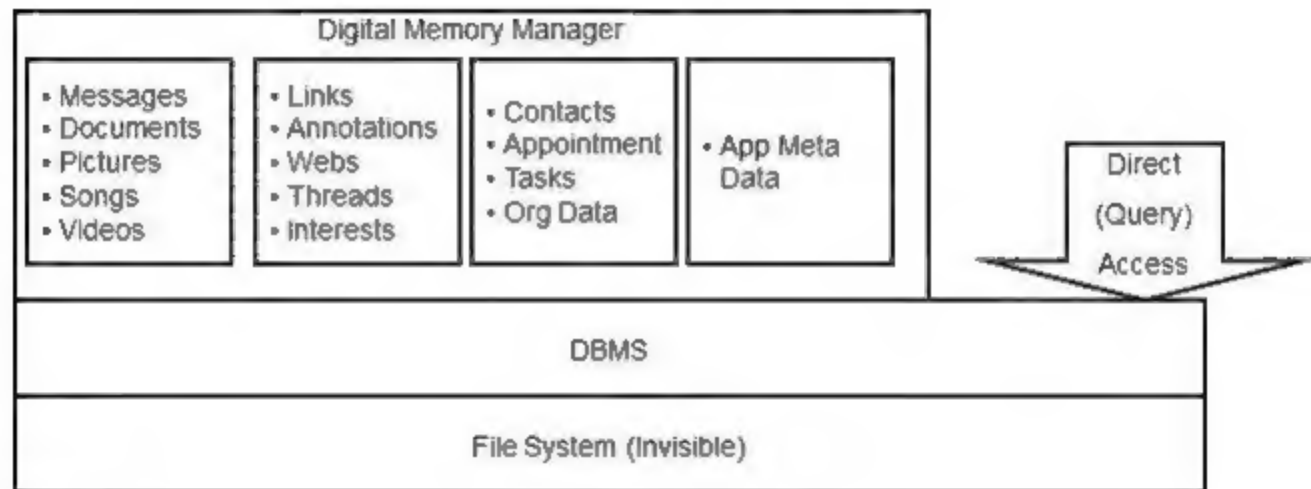 Digital Memory Manager
• Messages
• Documents
• Pictures
• Songs
• Videos
• Links
• Annotations
• Webs
• Threads
• Interests
• Contacts
• Appointment
• Tasks
• Org Data
• App Meta
Data
Direct
(Query)
Access
DBMS
File System (Invisible)